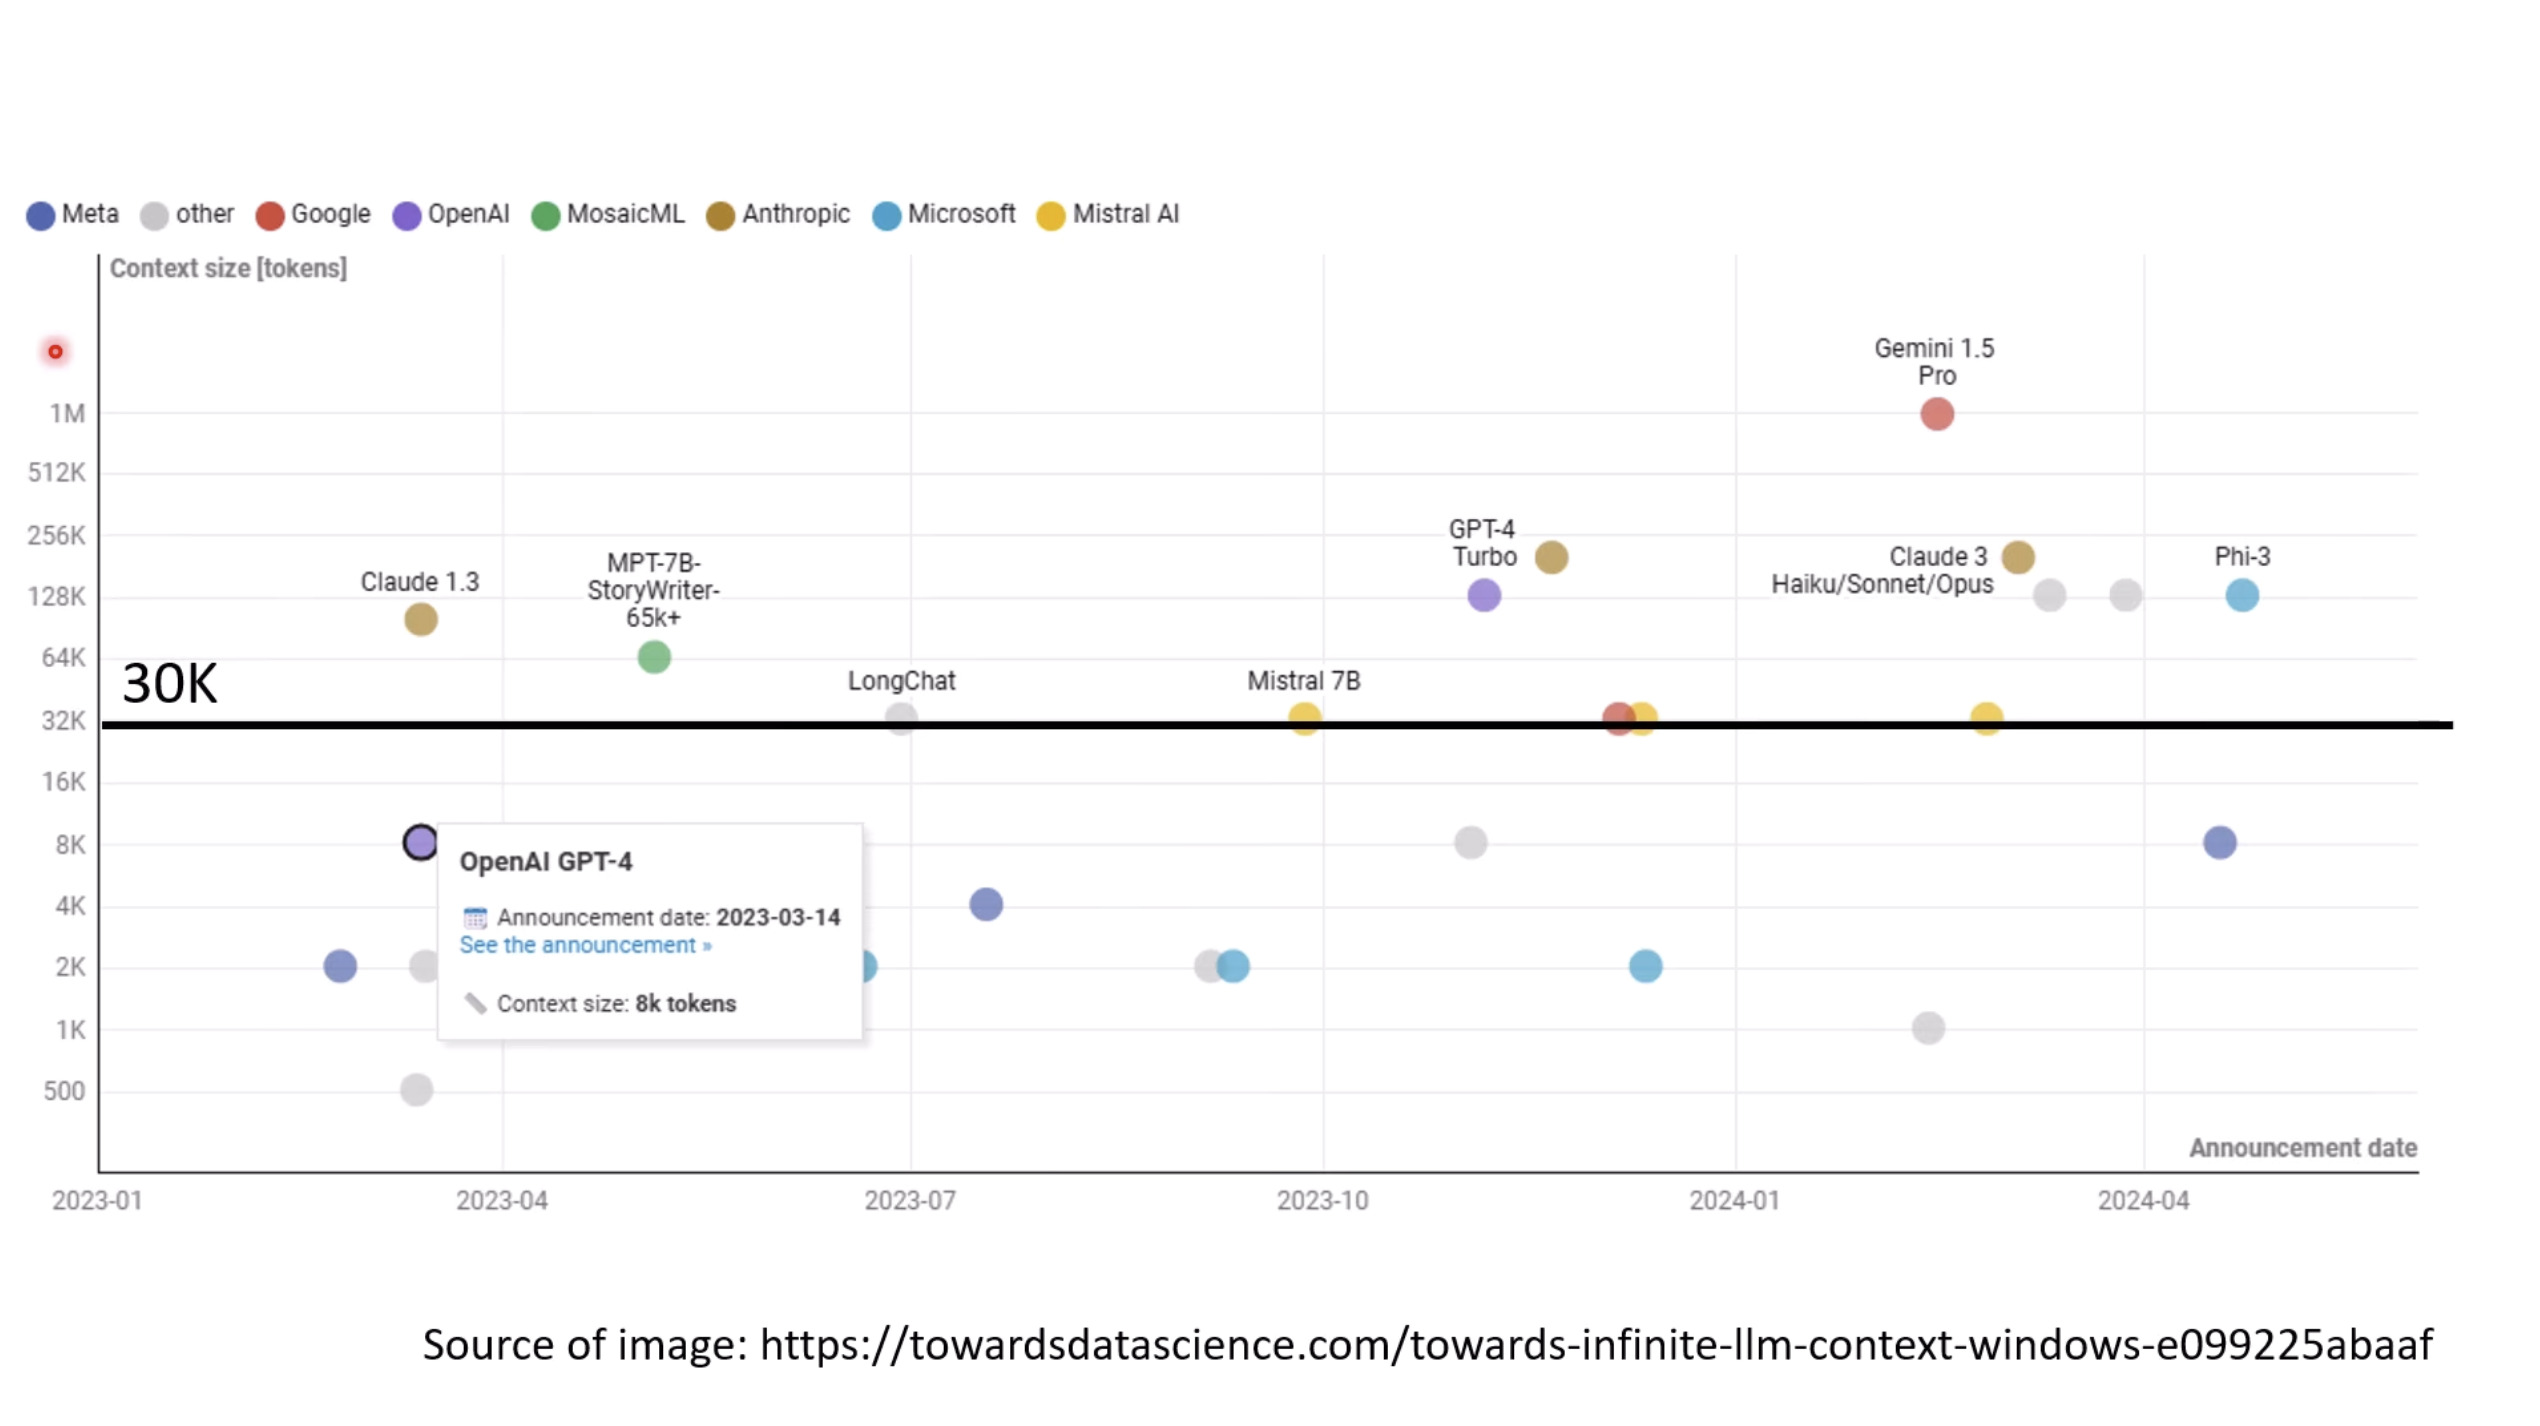 Meta other Google OpenAI MosaicML Anthropic Microsoft Mistral AI
Context size [tokens]
1M
512K
256K
128K
64K
32K
16K
8K
4K
2K
1K
500
30K
Claude 1.3
MPT-7B-
StoryWriter-
65k+
LongChat
Mistral 7B
GPT-4
Turbo
Gemini 1.5
Pro
Claude 3
Haiku/Sonnet/Opus
Phi-3
OpenAI GPT-4
Announcement date: 2023-03-14
See the announcement »
Context size: 8k tokens
Announcement date
2023-01 2023-04 2023-07 2023-10 2024-01 2024-04
Source of image: https://towardsdatascience.com/towards-infinite-llm-context-windows-e099225abaaf